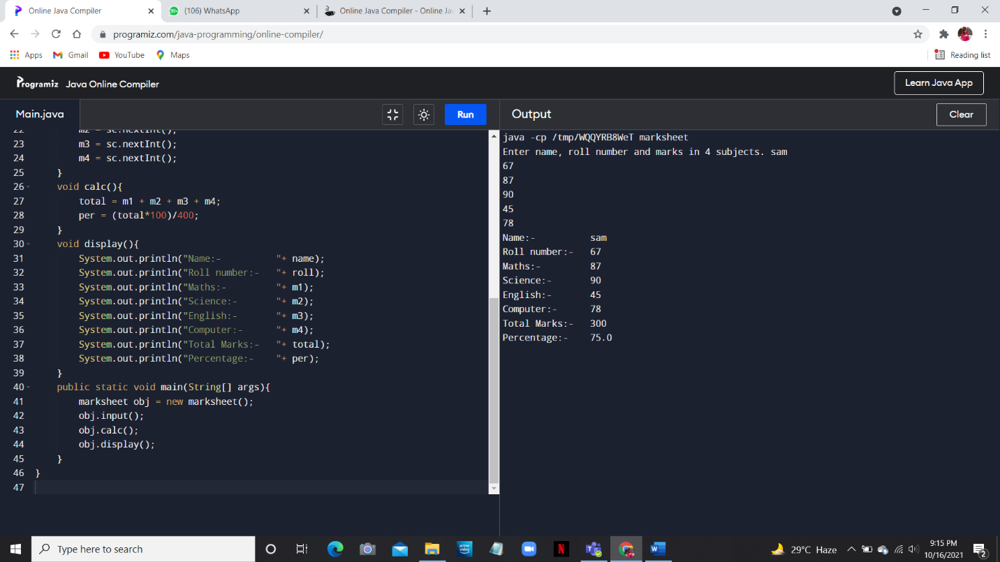 Online Java Compiler
99+ (106) WhatsApp
Online Java Compiler - Online Ja
programiz.com/java-programming/online-compiler/
Apps Gmail YouTube Maps Reading list
Programiz Java Online Compiler Learn Java App
Main.java Run Output Clear
22 m2 = sc.nextInt();
23 m3 = sc.nextInt();
24 m4 = sc.nextInt();
25 }
26 void calc(){
27 total = m1 + m2 + m3 + m4;
28 per = (total*100)/400;
29 }
30 void display(){
31 System.out.println("Name:- "+ name);
32 System.out.println("Roll number:- "+ roll);
33 System.out.println("Maths:- "+ m1);
34 System.out.println("Science:- "+ m2);
35 System.out.println("English:- "+ m3);
36 System.out.println("Computer:- "+ m4);
37 System.out.println("Total Marks:- "+ total);
38 System.out.println("Percentage:- "+ per);
39 }
40 public static void main(String[] args){
41 marksheet obj = new marksheet();
42 obj.input();
43 obj.calc();
44 obj.display();
45 }
46 }
47
java -cp /tmp/WQQYRB8WeT marksheet
Enter name, roll number and marks in 4 subjects. sam
67
87
90
45
78
Name:- sam
Roll number:- 67
Maths:- 87
Science:- 90
English:- 45
Computer:- 78
Total Marks:- 300
Percentage:- 75.0
Type here to search
prime video
N
29°C Haze
9:15 PM
10/16/2021
2